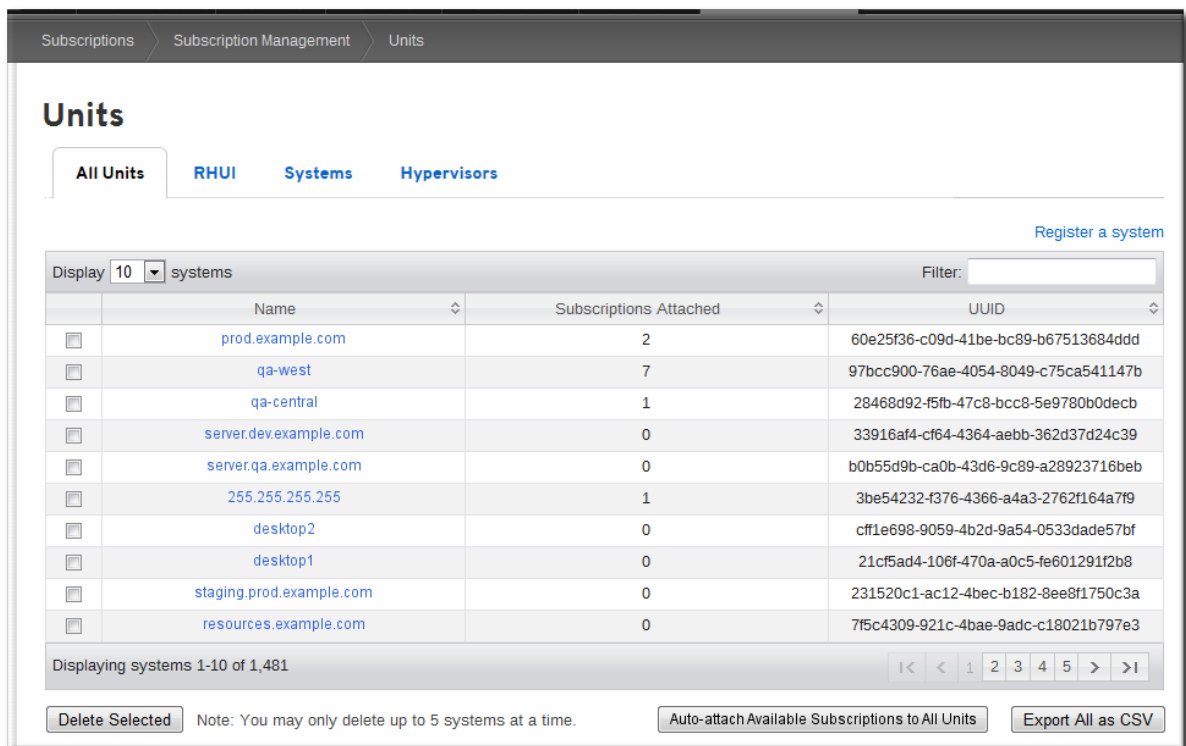 Subscriptions Subscription Management Units
Units
All Units RHUI Systems Hypervisors
Register a system
Display 10 systems Filter:
Name Subscriptions Attached UUID
prod.example.com 2 60e25f36-c09d-41be-bc89-b67513684ddd
qa-west 7 97bcc900-76ae-4054-8049-c75ca541147b
qa-central 1 28468d92-f5fb-47c8-bcc8-5e9780b0decb
server.dev.example.com 0 33916af4-cf64-4364-aebb-362d37d24c39
server.qa.example.com 0 b0b55d9b-ca0b-43d6-9c89-a28923716beb
255.255.255.255 1 3be54232-f376-4366-a4a3-2762f164a7f9
desktop2 0 cff1e698-9059-4b2d-9a54-0533dade57bf
desktop1 0 21cf5ad4-106f-470a-a0c5-fe601291f2b8
staging.prod.example.com 0 231520c1-ac12-4bec-b182-8ee8f1750c3a
resources.example.com 0 7f5c4309-921c-4bae-9adc-c18021b797e3
Displaying systems 1-10 of 1,481 |< < 1 2 3 4 5 > >|
Delete Selected Note: You may only delete up to 5 systems at a time. Auto-attach Available Subscriptions to All Units Export All as CSV